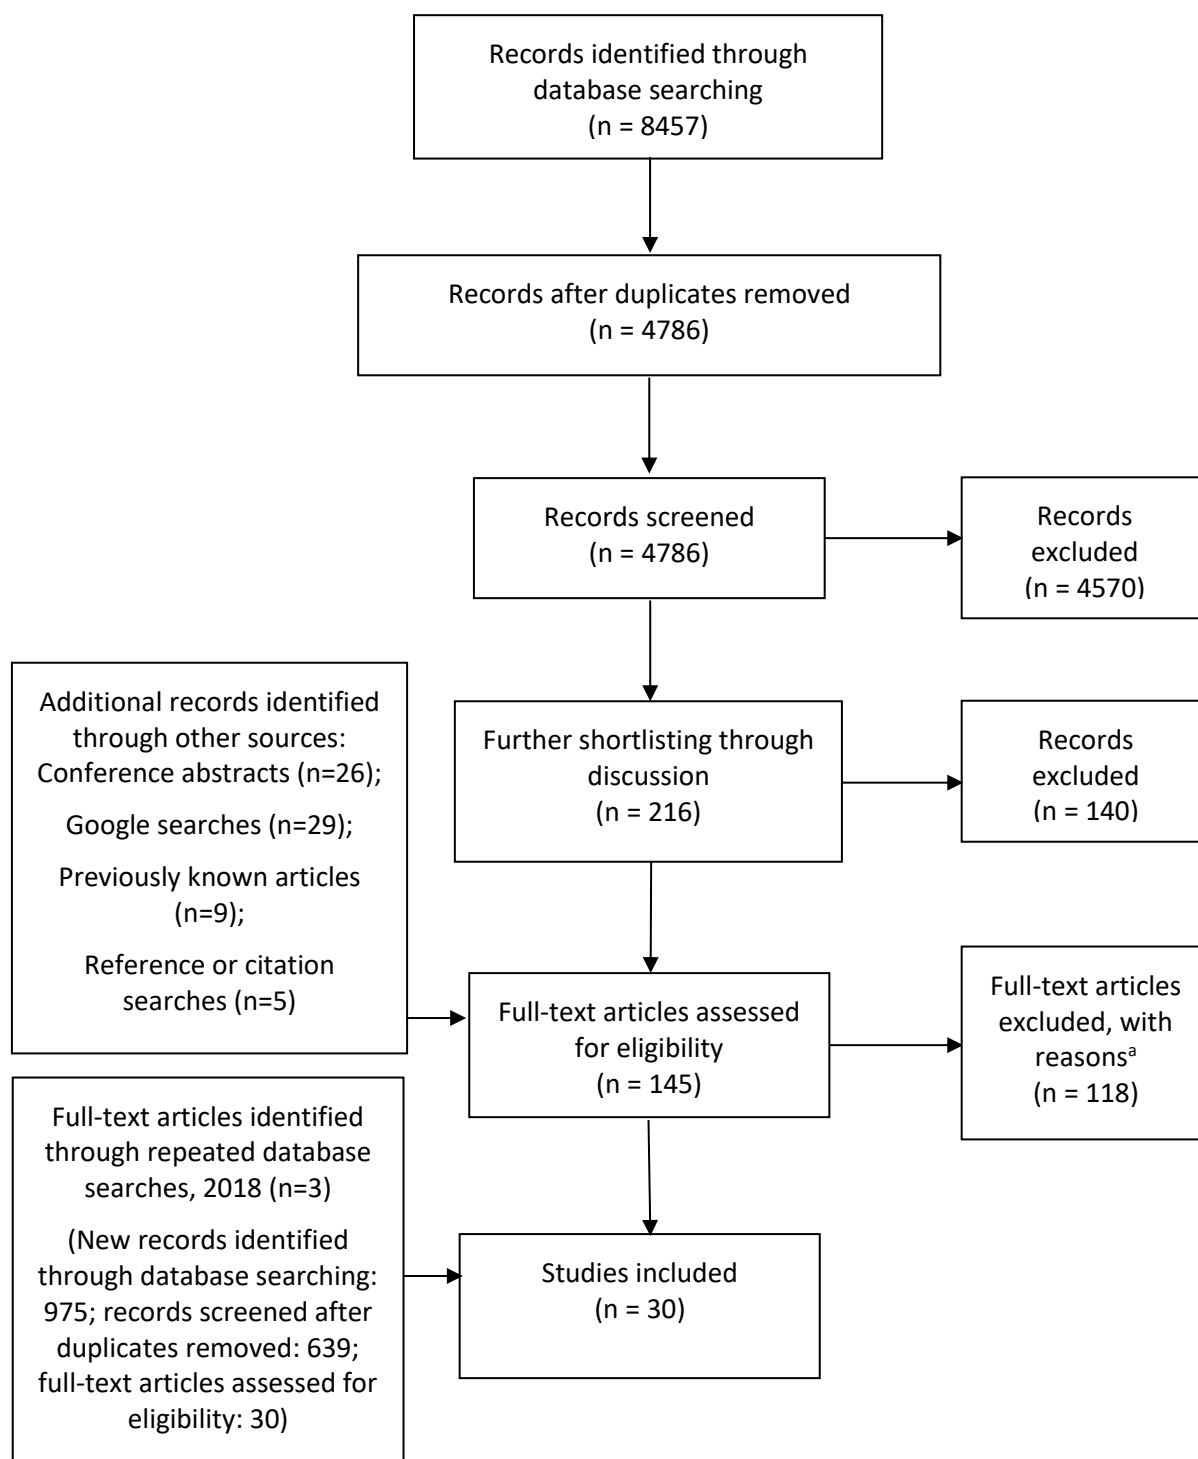 Records identified through
database searching
(n = 8457)
Records after duplicates removed
(n = 4786)
Records screened
(n = 4786)
Records
excluded
(n = 4570)
Further shortlisting through
discussion
(n = 216)
Records
excluded
(n = 140)
Additional records identified
through other sources:
Conference abstracts (n=26);
Google searches (n=29);
Previously known articles
(n=9);
Reference or citation
searches (n=5)
Full-text articles assessed
for eligibility
(n = 145)
Full-text articles
excluded, with
reasonsᵃ
(n = 118)
Full-text articles identified
through repeated database
searches, 2018 (n=3)
(New records identified
through database searching:
975; records screened after
duplicates removed: 639;
full-text articles assessed for
eligibility: 30)
Studies included
(n = 30)